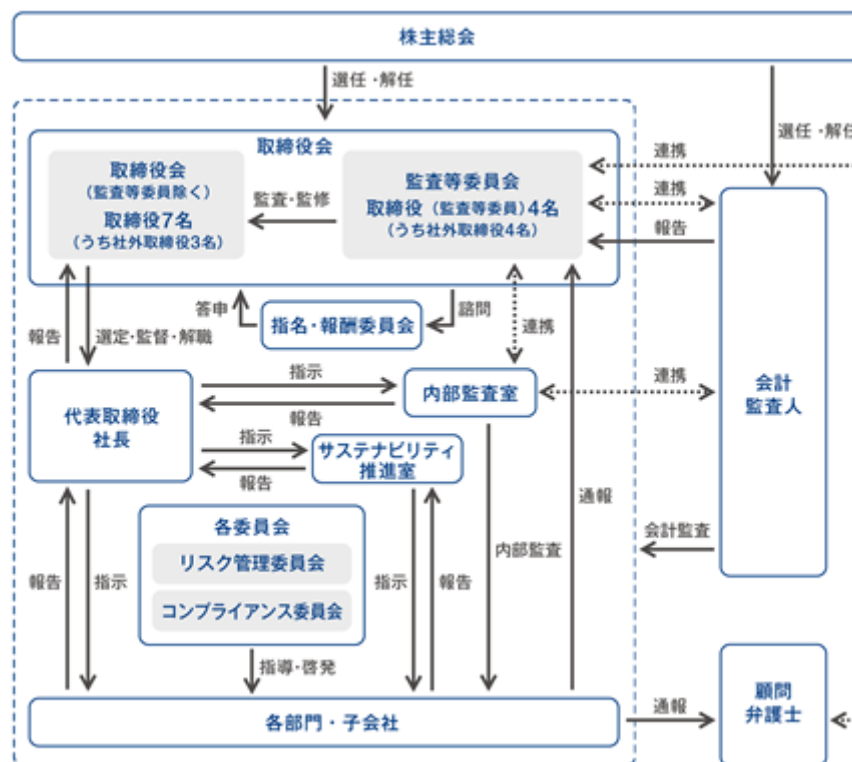 株主総会
選任・解任
選任・解任
取締役会
取締役会
(監査等委員除く)
取締役7名
(うち社外取締役3名)
監査・監修
監査等委員会
取締役(監査等委員)4名
(うち社外取締役4名)
連携
連携
報告
答申
指名・報酬委員会
諮問
連携
報告
選定・監督・解職
代表取締役
社長
指示
報告
内部監査室
連携
会計
監査人
指示
報告
サステナビリティ
推進室
通報
各委員会
リスク管理委員会
コンプライアンス委員会
報告
指示
指示
報告
内部監査
会計監査
指導・啓発
各部門・子会社
通報
顧問
弁護士